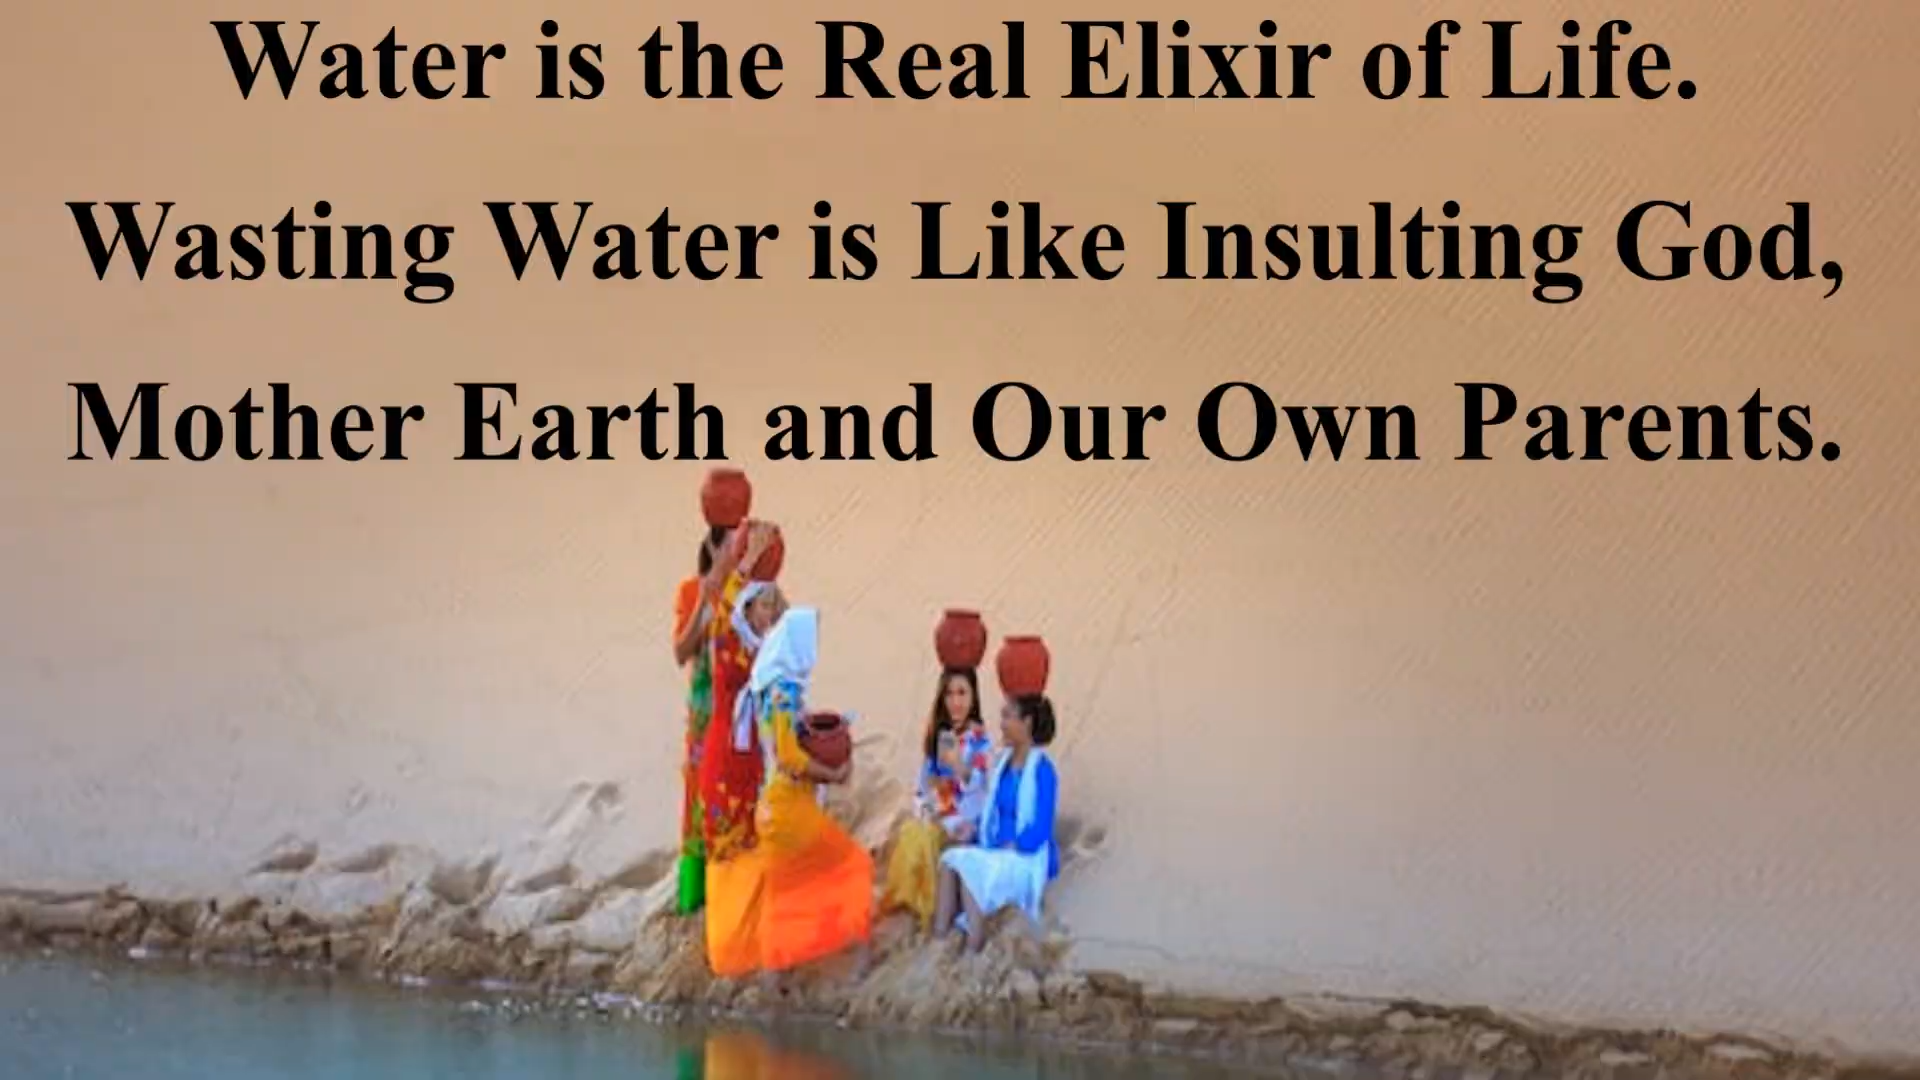 Water is the Real Elixir of Life.
Wasting Water is Like Insulting God,
Mother Earth and Our Own Parents.